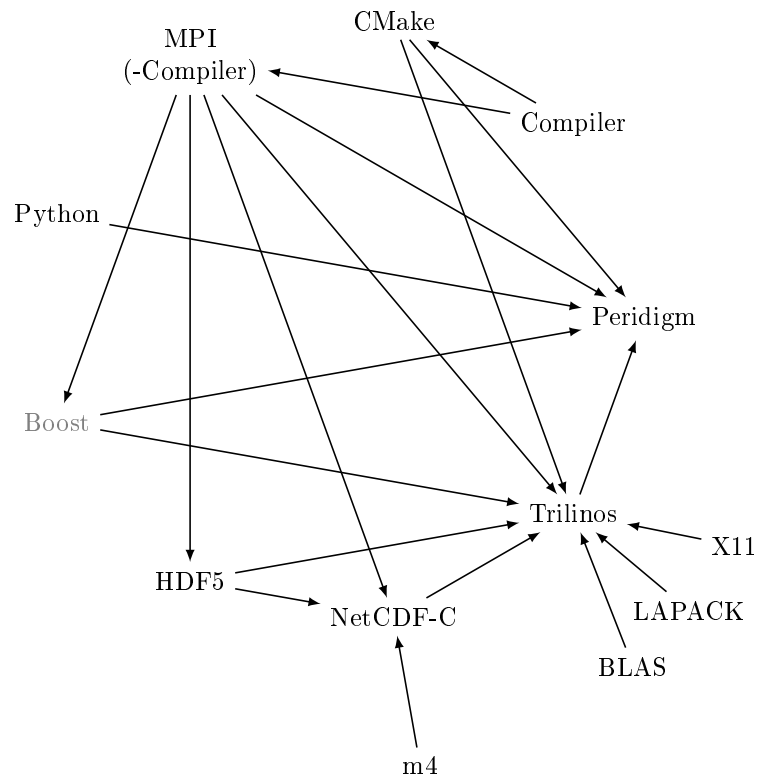 CMake
MPI
(-Compiler)
Compiler
Python
Peridigm
Boost
Trilinos
X11
HDF5
NetCDF-C
LAPACK
BLAS
m4